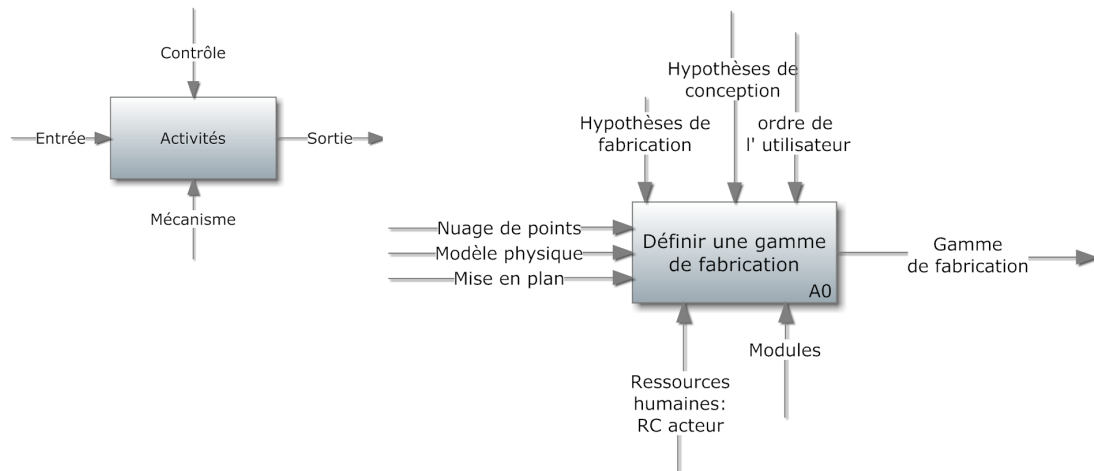 Contrôle
Entrée
Activités
Sortie
Mécanisme
Hypothèses de
conception
Hypothèses de
fabrication
ordre de
l' utilisateur
Nuage de points
Modèle physique
Mise en plan
Définir une gamme
de fabrication
A0
Gamme
de fabrication
Modules
Ressources
humaines:
RC acteur